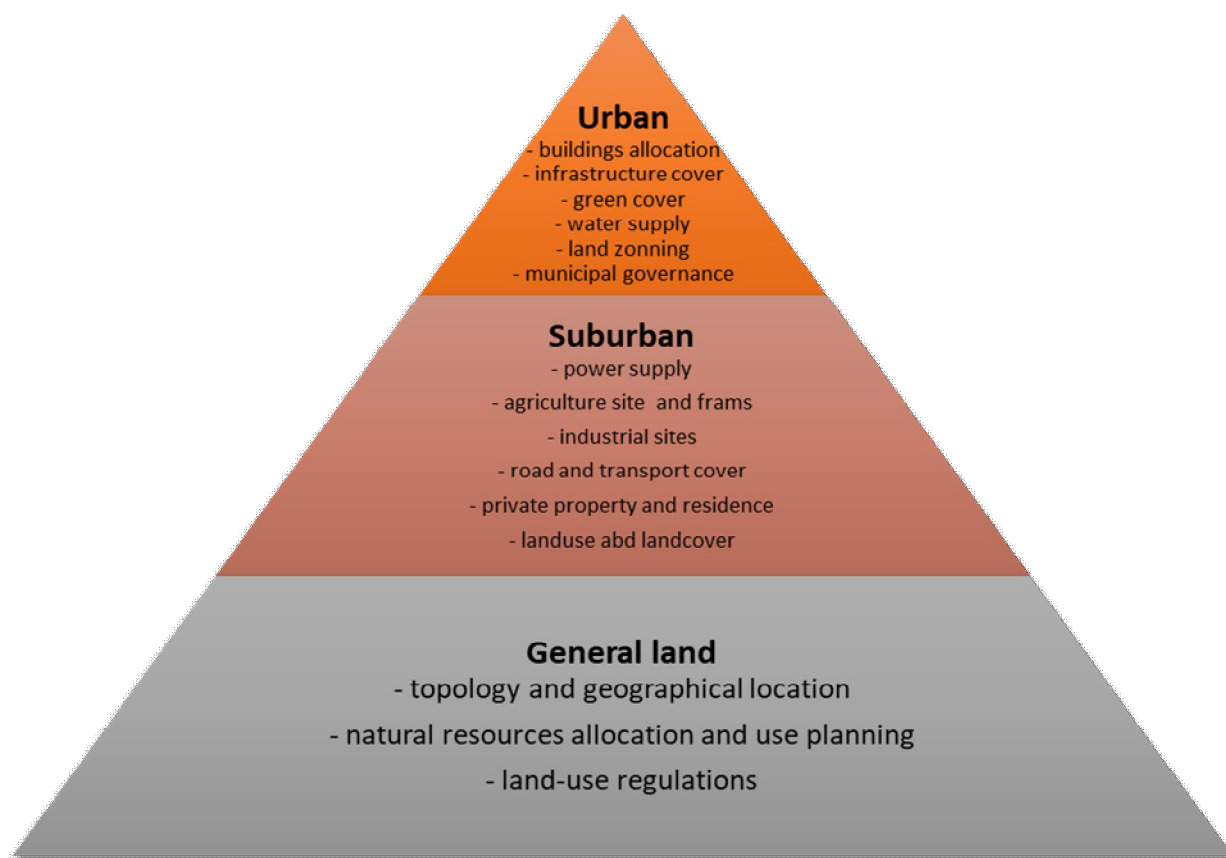 Urban
- buildings allocation
- infrastructure cover
- green cover
- water supply
- land zonning
- municipal governance
Suburban
- power supply
- agriculture site  and frams
- industrial sites
- road and transport cover
- private property and residence
- landuse abd landcover
General land
- topology and geographical location
- natural resources allocation and use planning
- land-use regulations